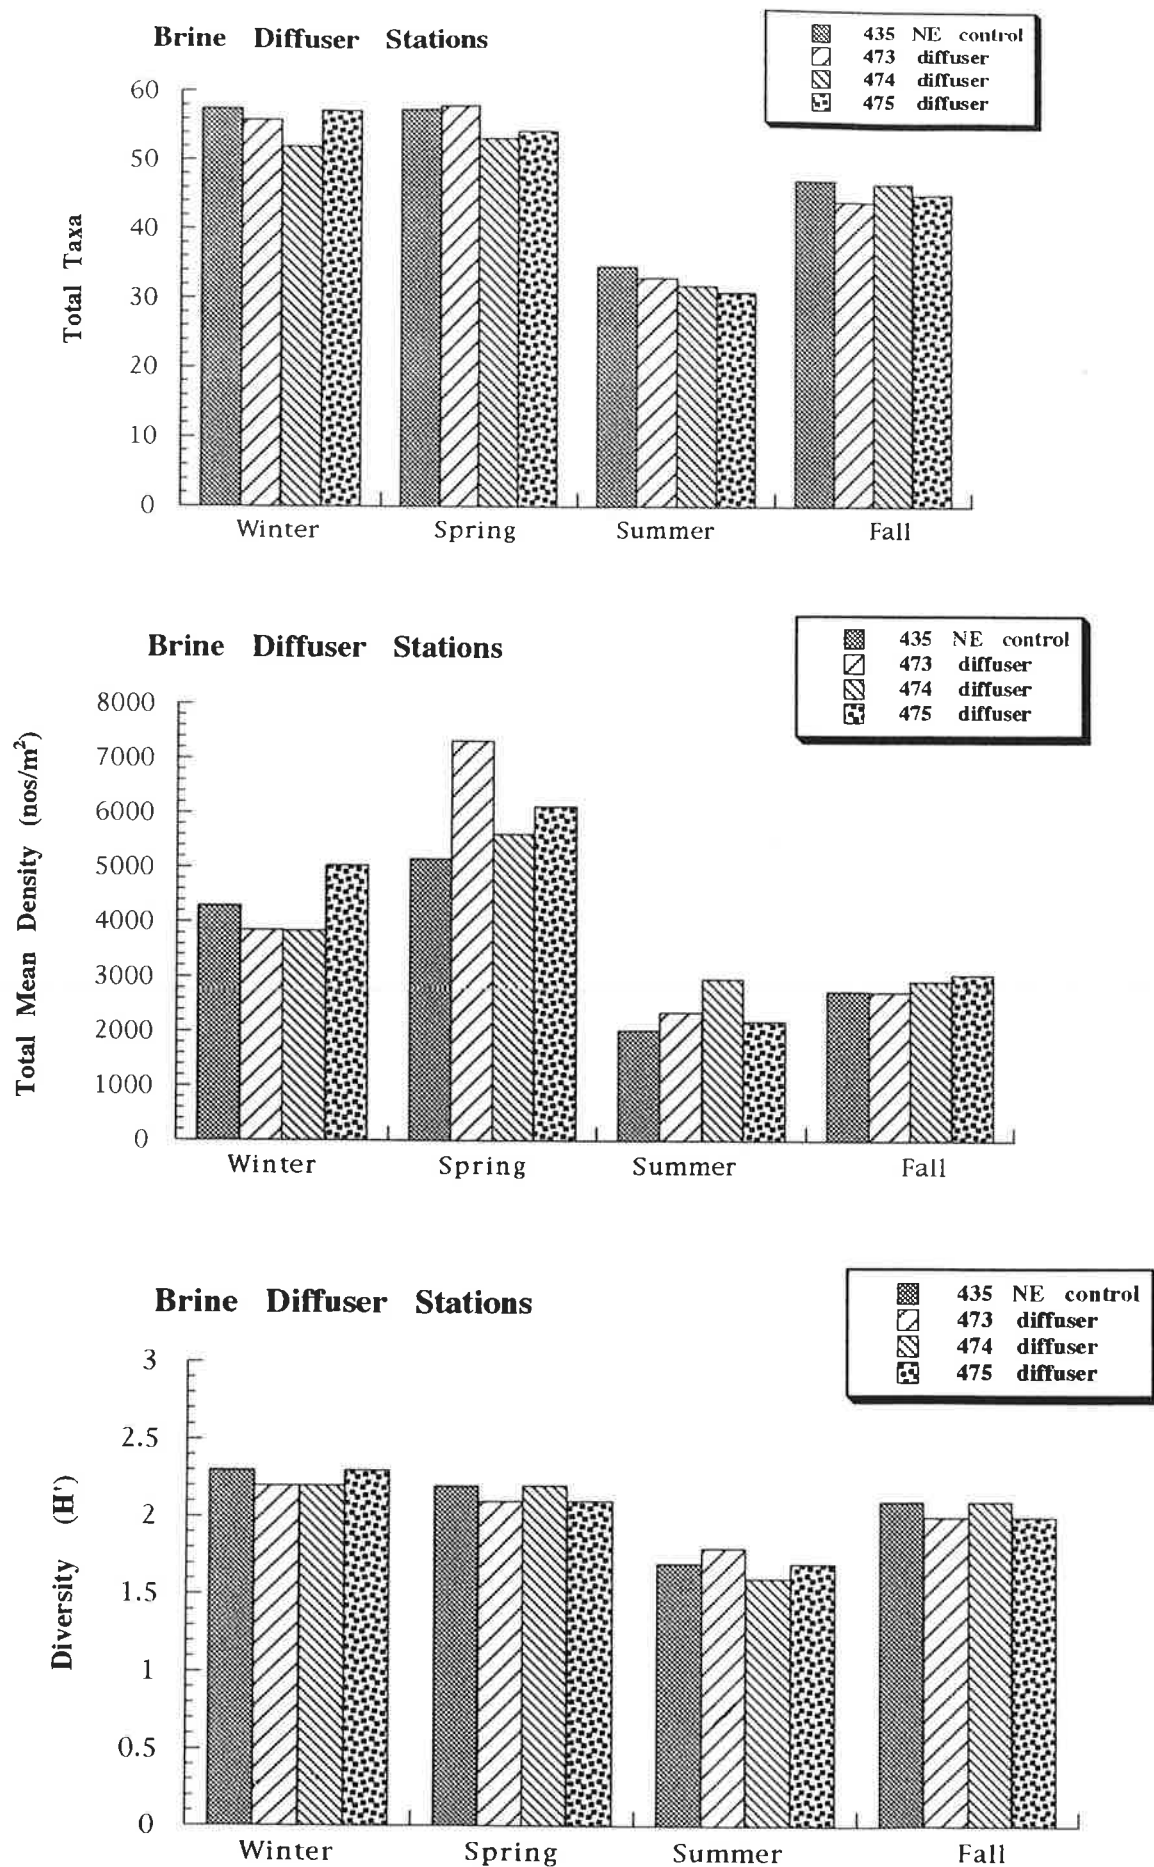 Brine Diffuser Stations
435 NE control
473 diffuser
474 diffuser
475 diffuser
Total Taxa
60
50
40
30
20
10
0
Winter Spring Summer Fall
Brine Diffuser Stations
435 NE control
473 diffuser
474 diffuser
475 diffuser
Total Mean Density (nos/m²)
8000
7000
6000
5000
4000
3000
2000
1000
0
Winter Spring Summer Fall
Brine Diffuser Stations
435 NE control
473 diffuser
474 diffuser
475 diffuser
Diversity (H')
3
2.5
2
1.5
1
0.5
0
Winter Spring Summer Fall